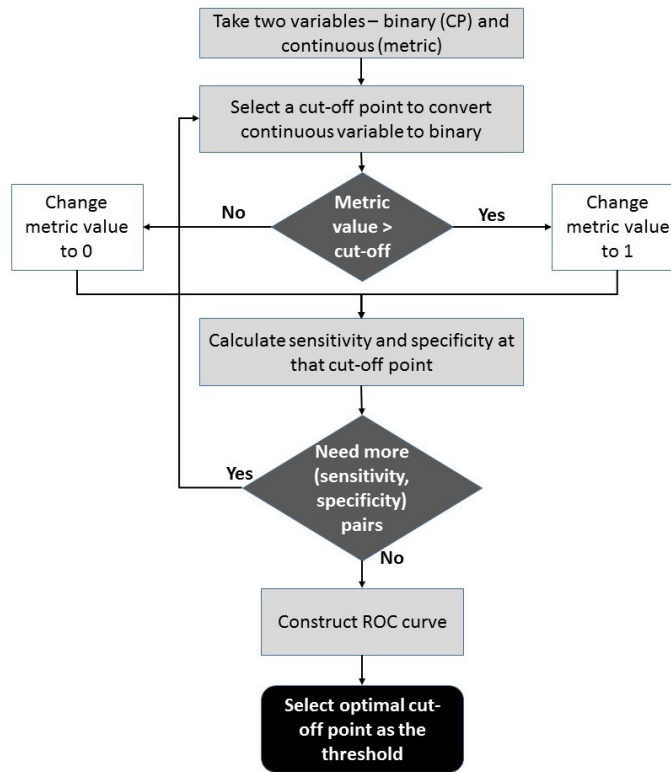 Take two variables – binary (CP) and
continuous (metric)
Select a cut-off point to convert
continuous variable to binary
Metric
value >
cut-off
No
Yes
Change
metric value
to 0
Change
metric value
to 1
Calculate sensitivity and specificity at
that cut-off point
Need more
(sensitivity,
specificity)
pairs
Yes
No
Construct ROC curve
Select optimal cut-
off point as the
threshold